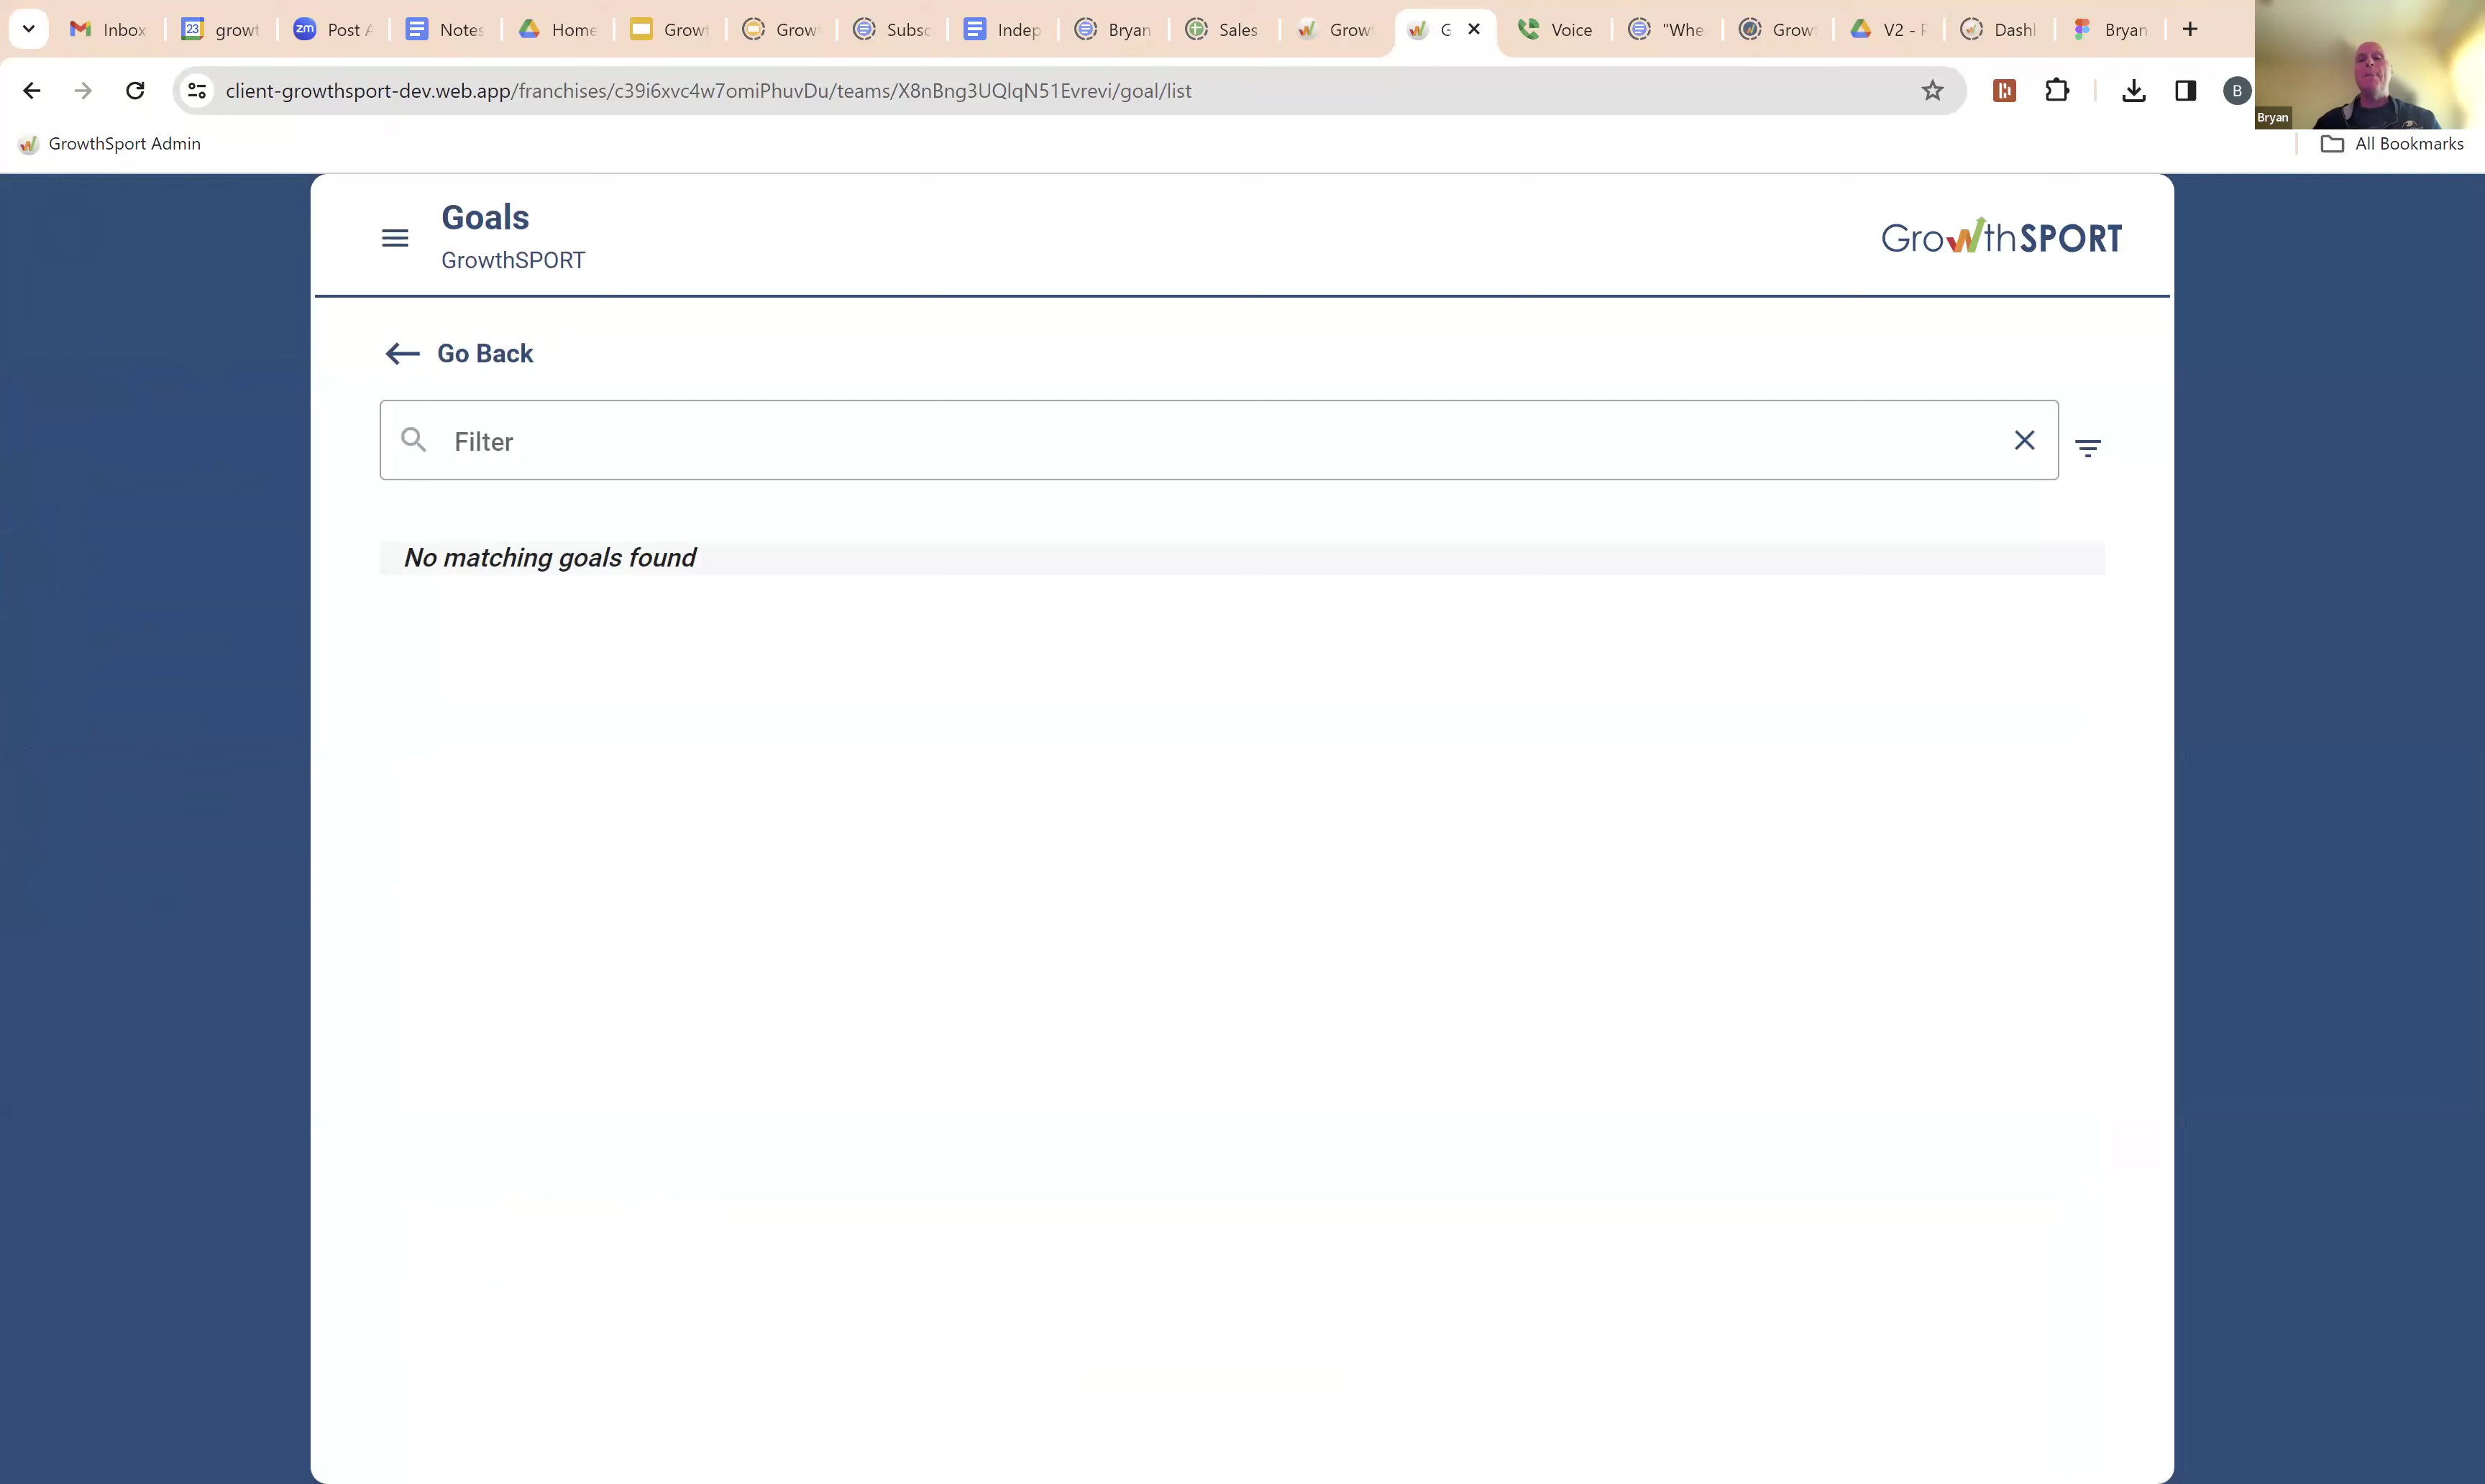 Inbox growt Post A Notes Home Growt Grow Subsc Indep Bryan Sales Grow G Voice "Whe Grow V2 - F Dashl Bryan
client-growthsport-dev.web.app/franchises/c39i6xvc4w7omiPhuvDu/teams/X8nBng3UQlqN51Evrevi/goal/list
B
Bryan
GrowthSport Admin
All Bookmarks
Goals
GrowthSPORT
GrowthSPORT
Go Back
Filter
No matching goals found